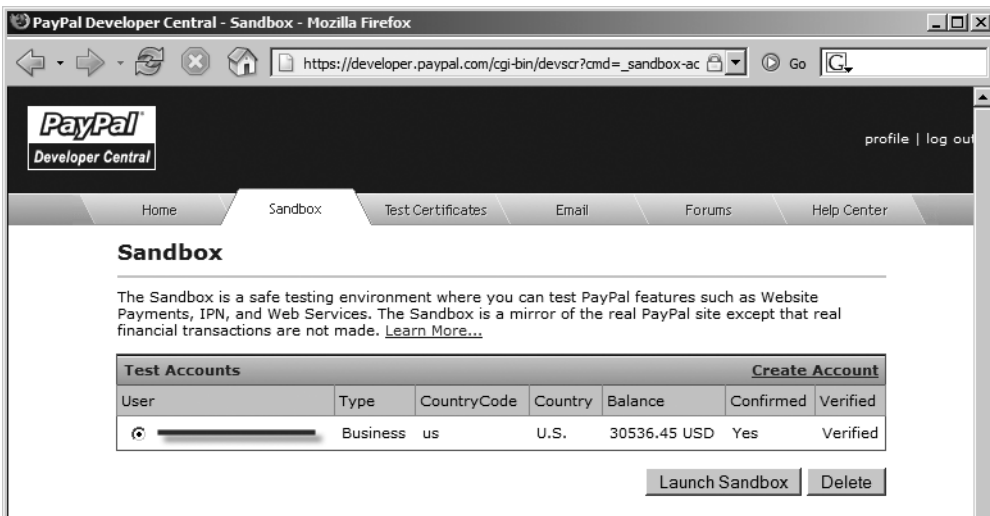 PayPal Developer Central - Sandbox - Mozilla Firefox
https://developer.paypal.com/cgi-bin/devscr?cmd=_sandbox-ac
Go
G
PayPal
Developer Central
profile | log out
Home Sandbox Test Certificates Email Forums Help Center
Sandbox
The Sandbox is a safe testing environment where you can test PayPal features such as Website
Payments, IPN, and Web Services. The Sandbox is a mirror of the real PayPal site except that real
financial transactions are not made. Learn More...
Test Accounts Create Account
User Type CountryCode Country Balance Confirmed Verified
Business us U.S. 30536.45 USD Yes Verified
Launch Sandbox Delete